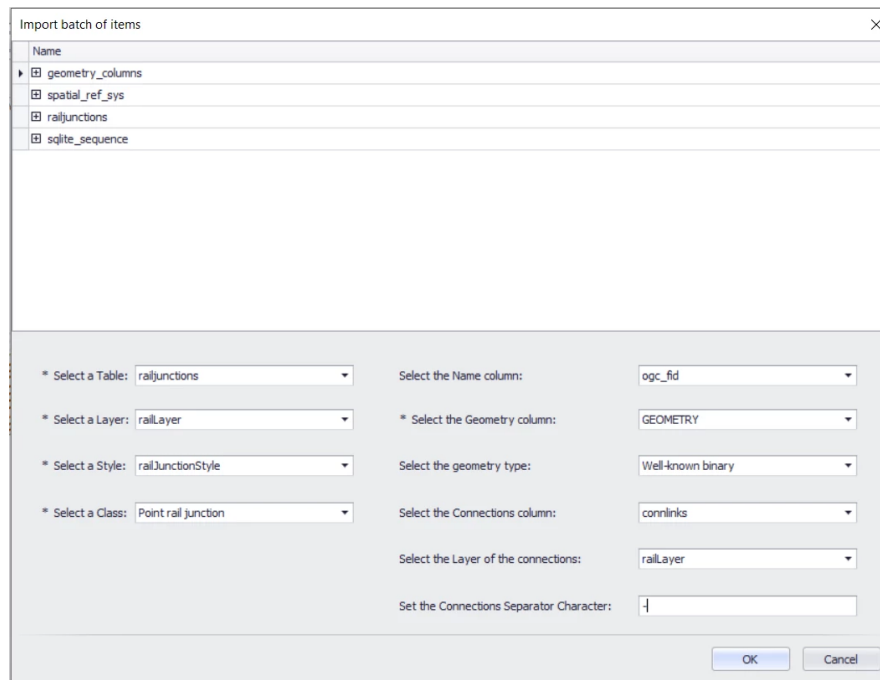 Import batch of items
Name
geometry_columns
spatial_ref_sys
railjunctions
sqlite_sequence
* Select a Table: railjunctions Select the Name column: ogc_fid
* Select a Layer: railLayer * Select the Geometry column: GEOMETRY
* Select a Style: railJunctionStyle Select the geometry type: Well-known binary
* Select a Class: Point rail junction Select the Connections column: connlinks
Select the Layer of the connections: railLayer
Set the Connections Separator Character: -
OK Cancel